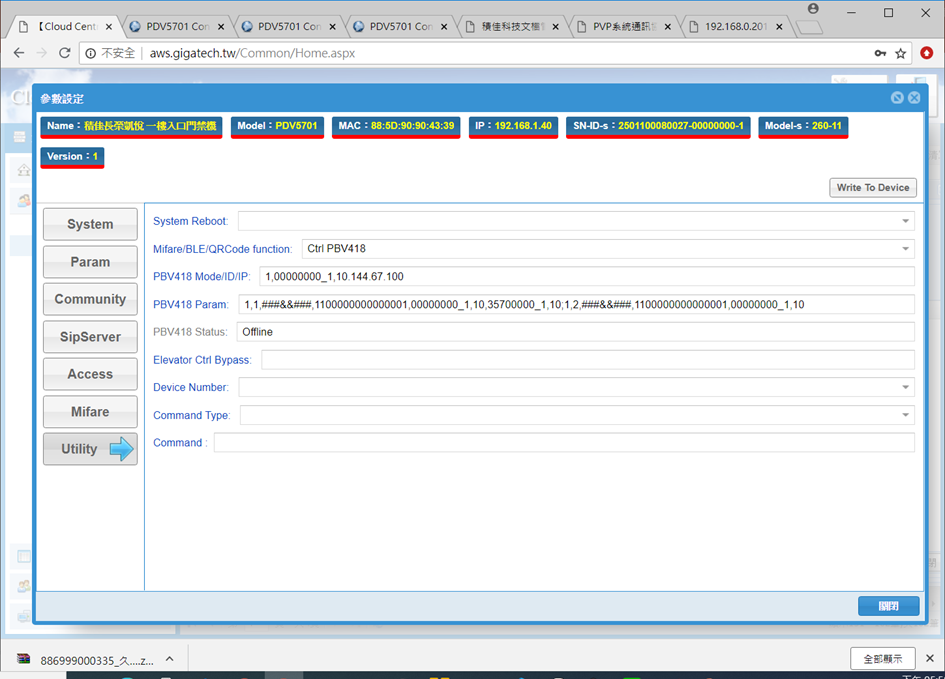 【Cloud Cent
PDV5701 Con
PDV5701 Con
PDV5701 Con
積佳科技文檔
PVP系統通訊
192.168.0.201
不安全
aws.gigatech.tw/Common/Home.aspx
參數設定
Name：積佳長榮凱悅 一樓入口門禁機
Model：PDV5701
MAC：88:5D:90:90:43:39
IP：192.168.1.40
SN-ID-s：2501100080027-00000000-1
Model-s：260-11
Version：1
Write To Device
System
Param
Community
SipServer
Access
Mifare
Utility
System Reboot:
Mifare/BLE/QRCode function: Ctrl PBV418
PBV418 Mode/ID/IP: 1,00000000_1,10.144.67.100
PBV418 Param: 1,1,###&&###,1100000000000001,00000000_1,10,35700000_1,10;1,2,###&&###,1100000000000001,00000000_1,10
PBV418 Status: Offline
Elevator Ctrl Bypass:
Device Number:
Command Type:
Command :
關閉
886999000335_久....z...
全部顯示